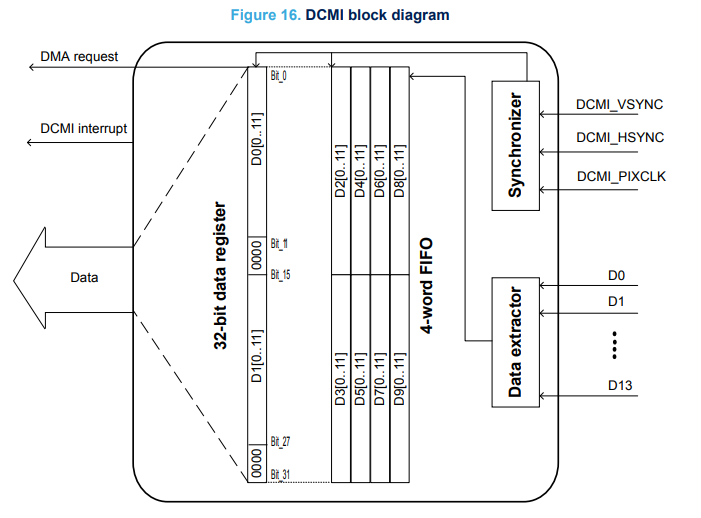 Figure 16. DCMI block diagram
DMA request
DCMI interrupt
Data
32-bit data register
Bit_0
D0[0..11]
0000
Bit_11
Bit_15
D1[0..11]
Bit_27
0000
Bit_31
D2[0..11]
D4[0..11]
D6[0..11]
D8[0..11]
D3[0..11]
D5[0..11]
D7[0..11]
D9[0..11]
4-word FIFO
Synchronizer
DCMI_VSYNC
DCMI_HSYNC
DCMI_PIXCLK
Data extractor
D0
D1
D13